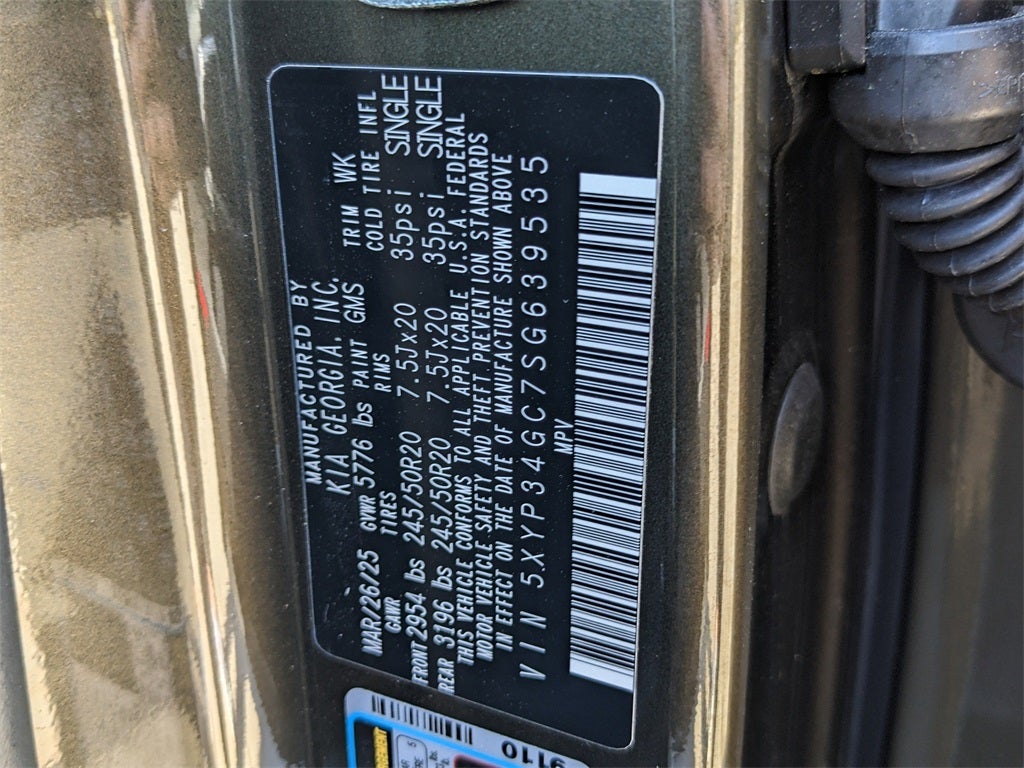 MANUFACTURED BY
KIA GEORGIA, INC.
MAR/26/25 GVWR 5776 lbs PAINT GMS TRIM WK
GAWR TIRES RIMS COLD TIRE INFL
FRONT 2954 lbs 245/50R20 7.5Jx20 35psi SINGLE
REAR 3196 lbs 245/50R20 7.5Jx20 35psi SINGLE
THIS VEHICLE COMFORMS TO ALL APPLICABLE U.S.A. FEDERAL
MOTOR VEHICLE SAFETY AND THEFT PREVENTION STANDARDS
IN EFFECT ON THE DATE OF MANUFACTURE SHOWN ABOVE
VIN 5XYP34GC7SG639535
MPV
9110